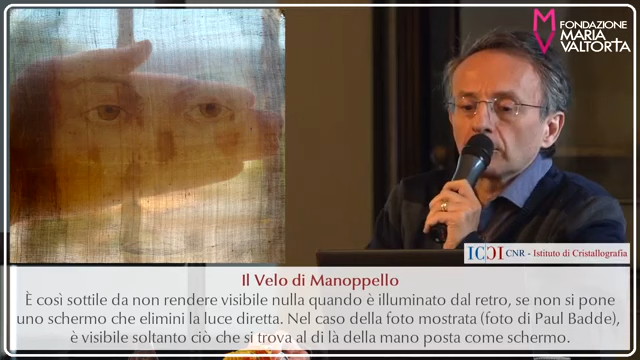 FONDAZIONE
MARIA
VALTORTA
IC CNR - Istituto di Cristallografia
Il Velo di Manoppello
È così sottile da non rendere visibile nulla quando è illuminato dal retro, se non si pone
uno schermo che elimini la luce diretta. Nel caso della foto mostrata (foto di Paul Badde),
è visibile soltanto ciò che si trova al di là della mano posta come schermo.